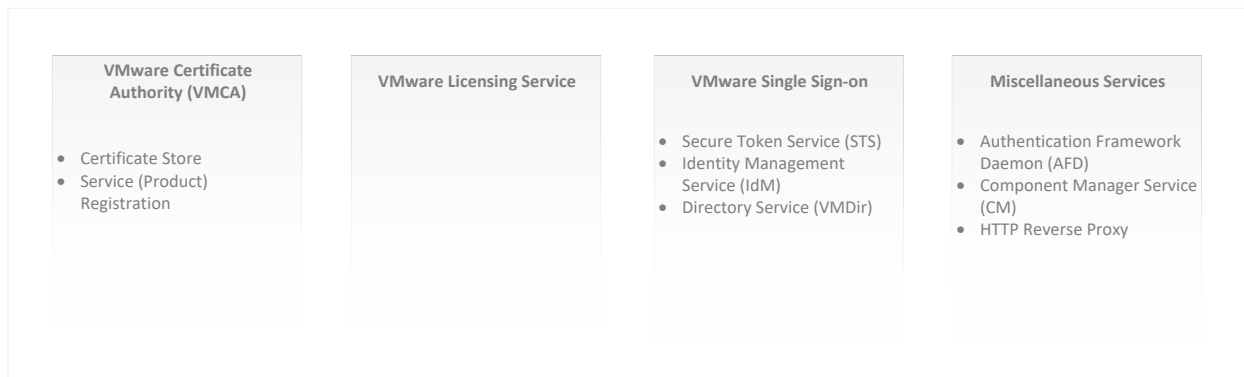 VMware Certificate
Authority (VMCA)
• Certificate Store
• Service (Product)
Registration
VMware Licensing Service
VMware Single Sign-on
• Secure Token Service (STS)
• Identity Management
Service (IdM)
• Directory Service (VMDir)
Miscellaneous Services
• Authentication Framework
Daemon (AFD)
• Component Manager Service
(CM)
• HTTP Reverse Proxy